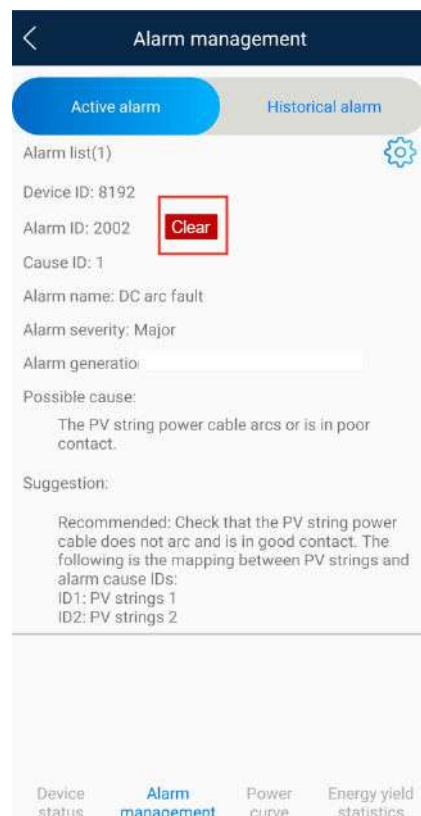 Alarm management
Active alarm
Historical alarm
Alarm list(1)
Device ID: 8192
Alarm ID: 2002
Clear
Cause ID: 1
Alarm name: DC arc fault
Alarm severity: Major
Alarm generatio
Possible cause:
The PV string power cable arcs or is in poor
contact.
Suggestion:
Recommended: Check that the PV string power
cable does not arc and is in good contact. The
following is the mapping between PV strings and
alarm cause IDs:
ID1: PV strings 1
ID2: PV strings 2
Device
status
Alarm
management
Power
curve
Energy yield
statistics